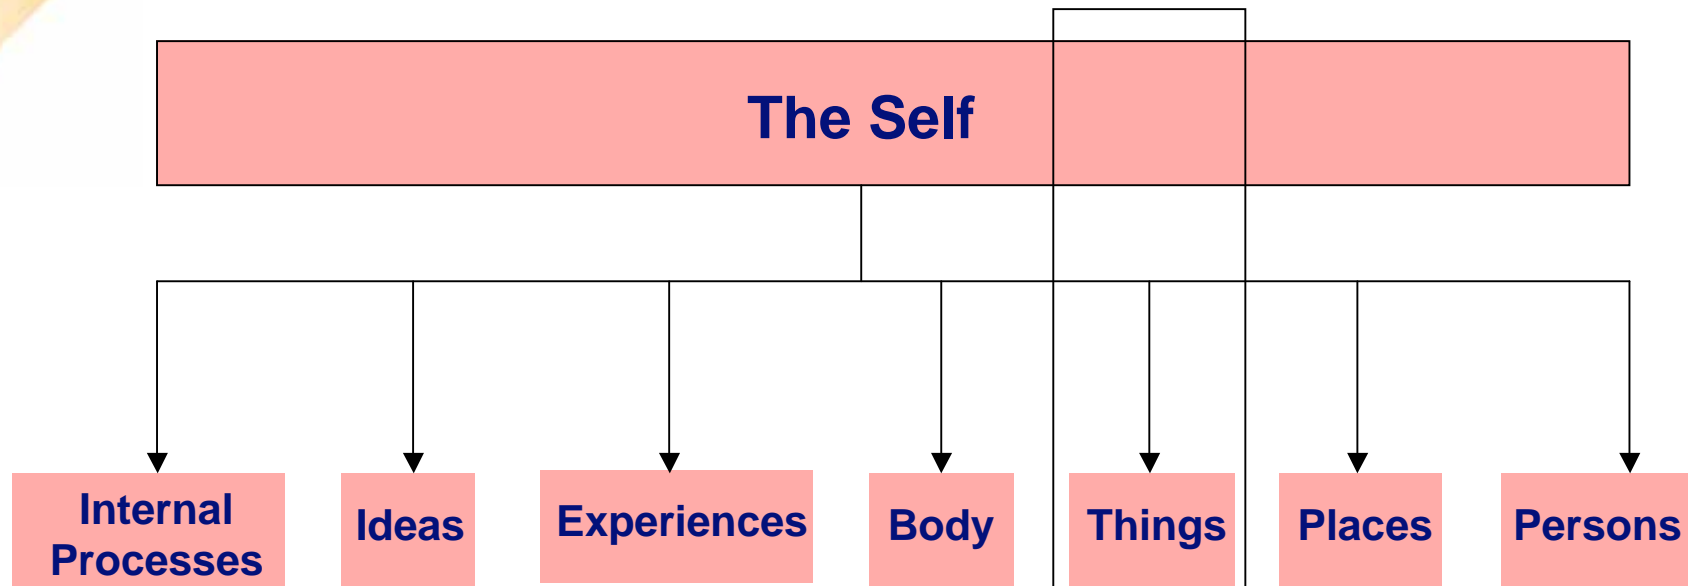 The Self
Internal
Processes
Ideas
Experiences
Body
Things
Places
Persons